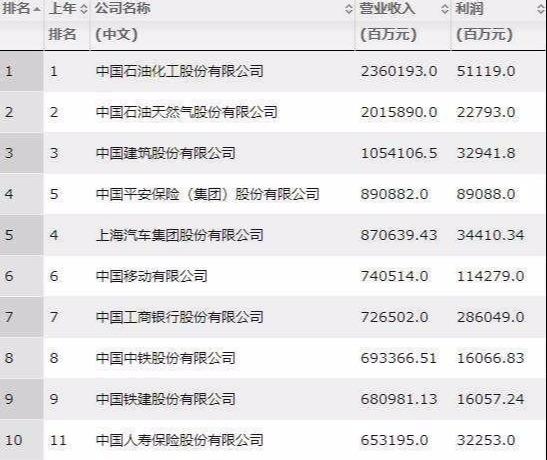 排名 上年 公司名称 营业收入 利润
排名 (中文) (百万元) (百万元)
1 1 中国石油化工股份有限公司 2360193.0 51119.0
2 2 中国石油天然气股份有限公司 2015890.0 22793.0
3 3 中国建筑股份有限公司 1054106.5 32941.8
4 5 中国平安保险（集团）股份有限公司 890882.0 89088.0
5 4 上海汽车集团股份有限公司 870639.43 34410.34
6 6 中国移动有限公司 740514.0 114279.0
7 7 中国工商银行股份有限公司 726502.0 286049.0
8 8 中国中铁股份有限公司 693366.51 16066.83
9 9 中国铁建股份有限公司 680981.13 16057.24
10 11 中国人寿保险股份有限公司 653195.0 32253.0